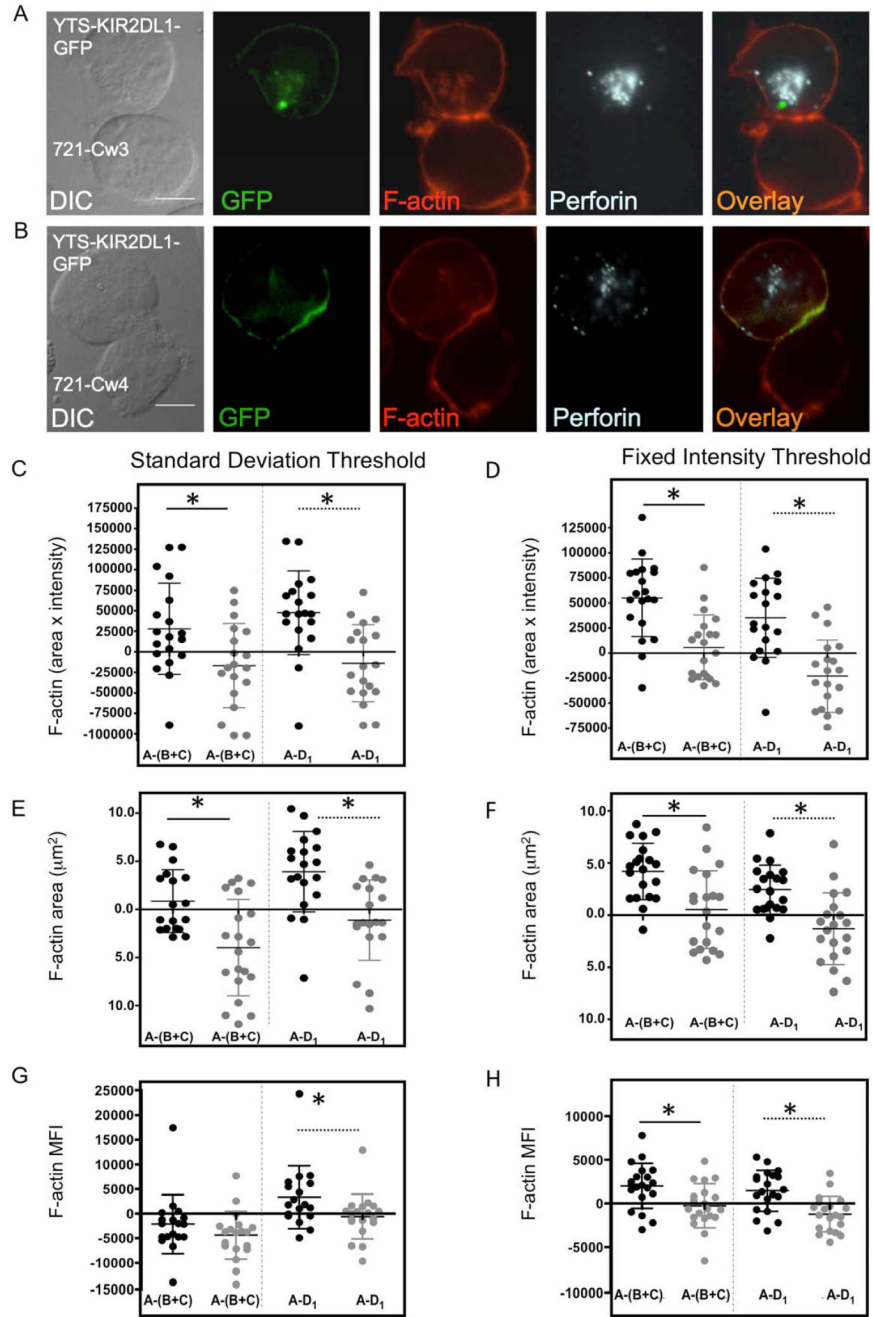 A
YTS-KIR2DL1-
GFP
721-Cw3
DIC
GFP
F-actin
Perforin
Overlay
B
YTS-KIR2DL1-
GFP
721-Cw4
DIC
GFP
F-actin
Perforin
Overlay
C
Standard Deviation Threshold
F-actin (area x intensity)
175000
150000
125000
100000
75000
50000
25000
0
-25000
-50000
-75000
-100000
*
*
A-(B+C)
A-(B+C)
A-D₁
A-D₁
D
Fixed Intensity Threshold
F-actin (area x intensity)
125000
100000
75000
50000
25000
0
-25000
-50000
-75000
*
*
A-(B+C)
A-(B+C)
A-D₁
A-D₁
E
F-actin area (μm²)
10.0
5.0
0.0
5.0
10.0
*
*
A-(B+C)
A-(B+C)
A-D₁
A-D₁
F
F-actin area (μm²)
10.0
5.0
0.0
5.0
10.0
*
*
A-(B+C)
A-(B+C)
A-D₁
A-D₁
G
F-actin MFI
25000
20000
15000
10000
5000
0
-5000
-10000
-15000
*
A-(B+C)
A-(B+C)
A-D₁
A-D₁
H
F-actin MFI
10000
5000
0
-5000
-10000
*
*
A-(B+C)
A-(B+C)
A-D₁
A-D₁